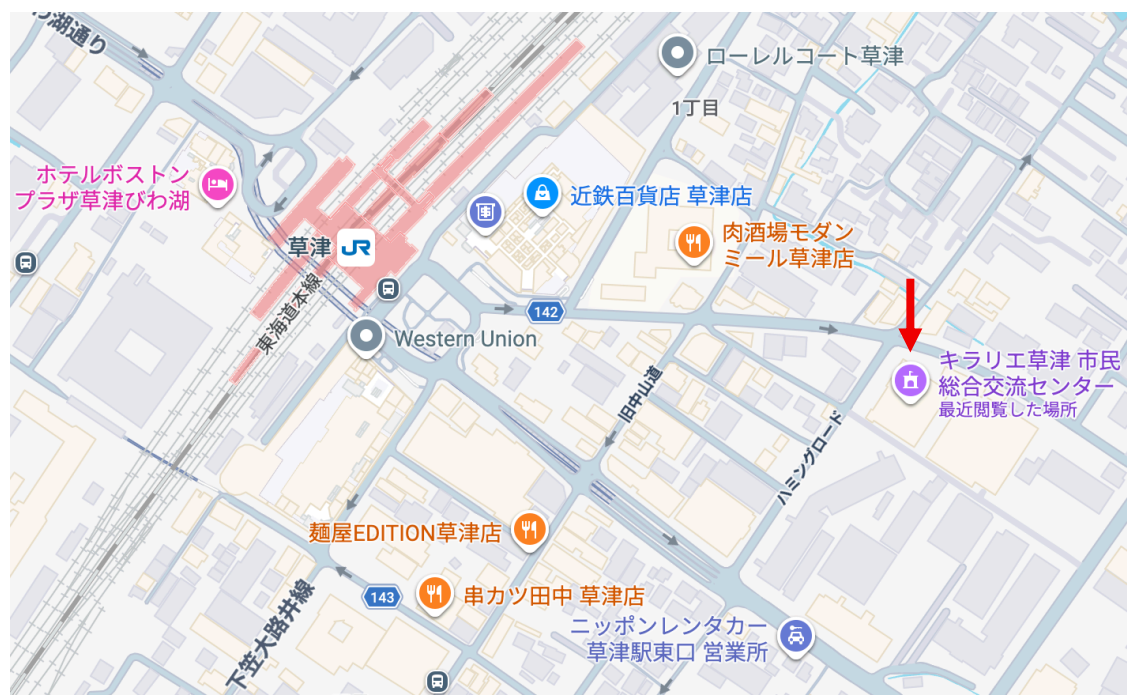 わ湖通り
ローレルコート草津
1丁目
ホテルボストン
プラザ草津びわ湖
近鉄百貨店 草津店
肉酒場モダン
ミール草津店
草津
JR
東海道本線
142
Western Union
キラリエ草津 市民
総合交流センター
最近閲覧した場所
旧中山道
ハミングロード
麺屋EDITION草津店
143
串カツ田中 草津店
下笠大路井線
ニッポンレンタカー
草津駅東口 営業所